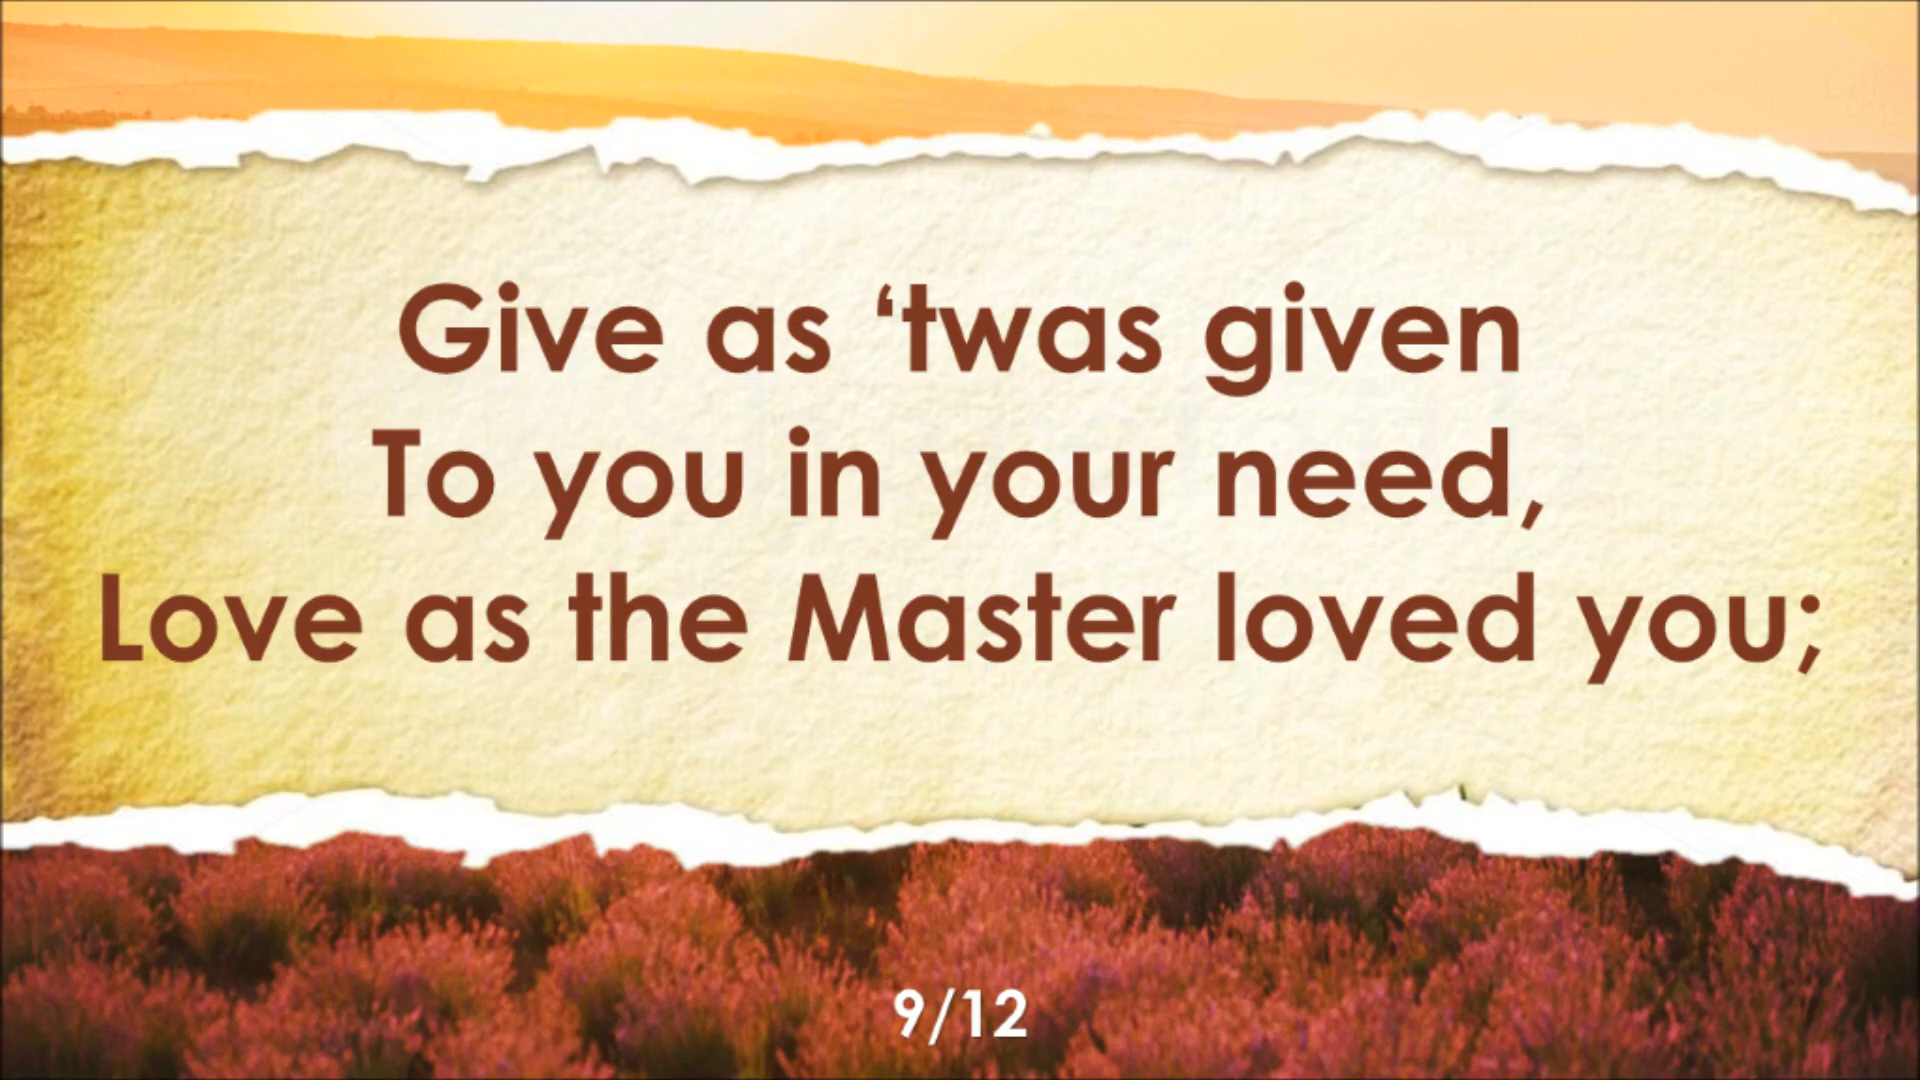 Give as ‘twas given
To you in your need,
Love as the Master loved you;
9/12